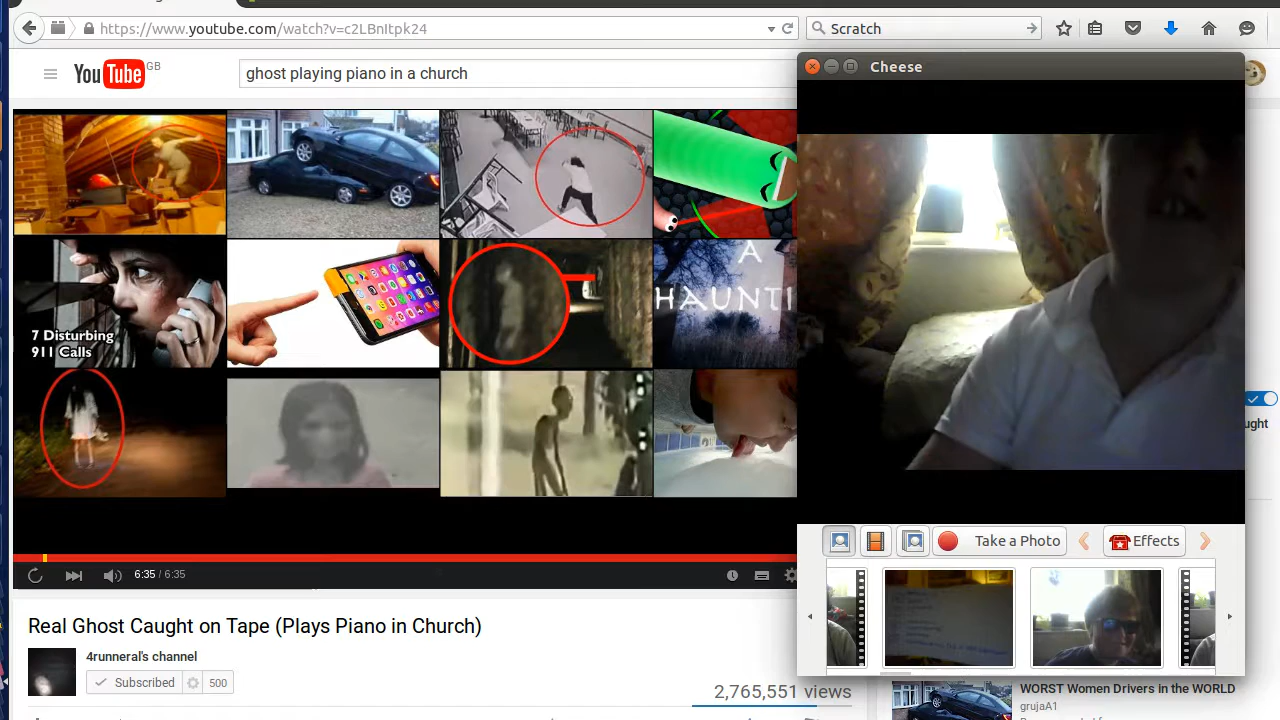 https://www.youtube.com/watch?v=c2LBnItpk24
Scratch
YouTube GB
ghost playing piano in a church
Cheese
7 Disturbing
911 Calls
A
HAUNTI
ught
6:35 / 6:35
Take a Photo
Effects
Real Ghost Caught on Tape (Plays Piano in Church)
4runneral's channel
Subscribed
500
2,765,551 views
WORST Women Drivers in the WORLD
grujaA1